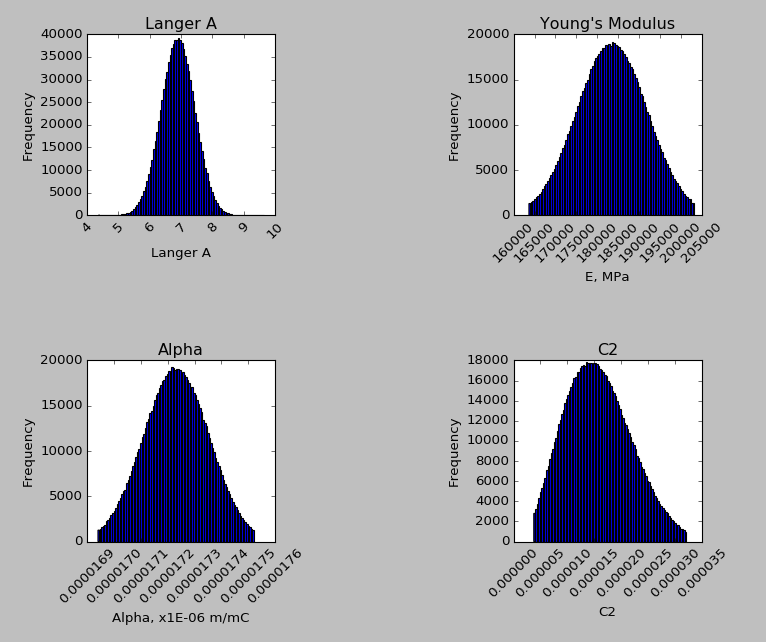 Langer A
40000
35000
30000
25000
20000
15000
10000
5000
0
Frequency
4 5 6 7 8 9 10
Langer A
Young's Modulus
20000
15000
10000
5000
0
Frequency
160000 165000 170000 175000 180000 185000 190000 195000 200000 205000
E, MPa
Alpha
20000
15000
10000
5000
0
Frequency
0.0000169 0.0000170 0.0000171 0.0000172 0.0000173 0.0000174 0.0000175 0.0000176
Alpha, x1E-06 m/mC
C2
18000
16000
14000
12000
10000
8000
6000
4000
2000
0
Frequency
0.000000 0.000005 0.000010 0.000015 0.000020 0.000025 0.000030 0.000035
C2